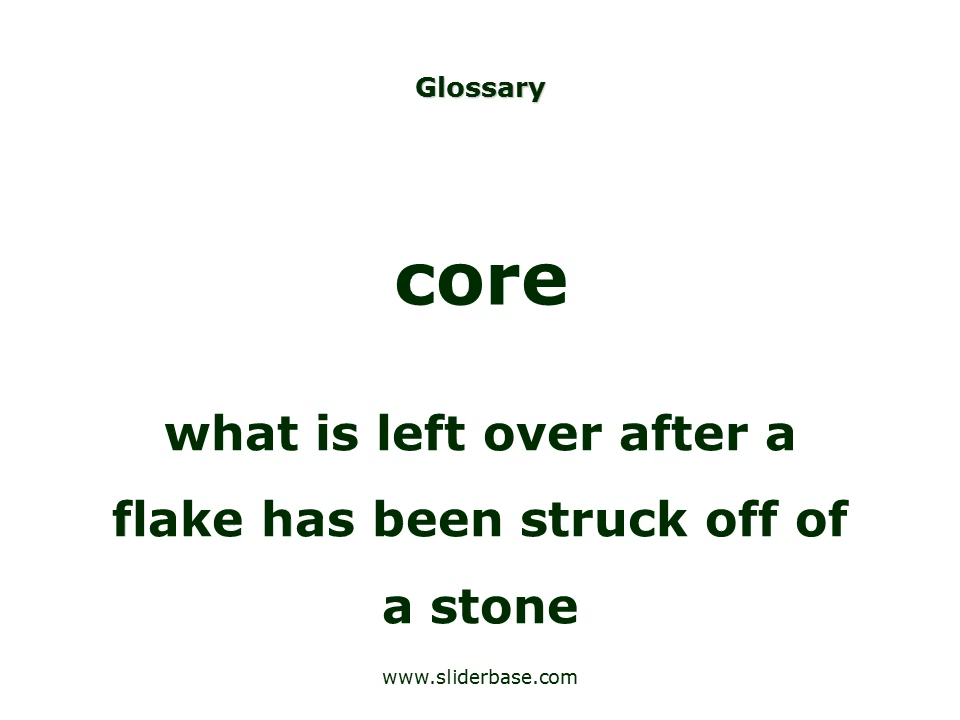 Glossary
core
what is left over after a
flake has been struck off of
a stone
www.sliderbase.com